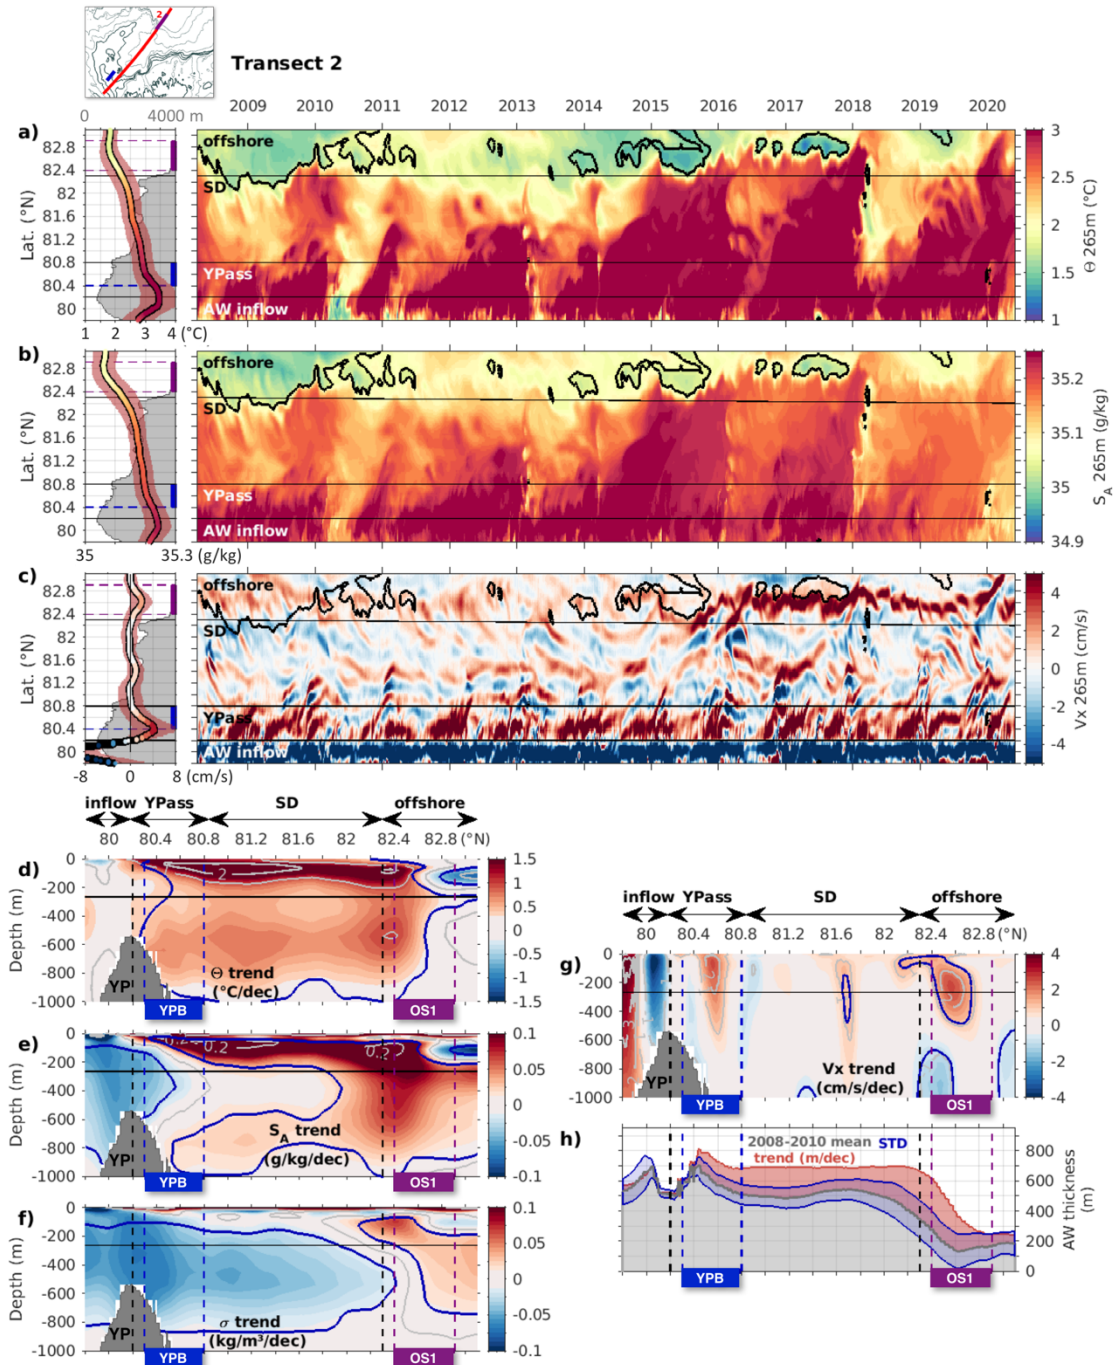 2
Transect 2
0 4000 m
2009 2010 2011 2012 2013 2014 2015 2016 2017 2018 2019 2020
a)
Lat. (°N)
82.8
82.4
82
81.6
81.2
80.8
80.4
80
1 2 3 4 (°C)
offshore
SD
YPass
AW inflow
3
2.5
2
1.5
1
Θ 265m (°C)
b)
Lat. (°N)
82.8
82.4
82
81.6
81.2
80.8
80.4
80
35 35.3 (g/kg)
offshore
SD
YPass
AW inflow
35.2
35.1
35
34.9
S_A 265m (g/kg)
c)
Lat. (°N)
82.8
82.4
82
81.6
81.2
80.8
80.4
80
-8 0 8 (cm/s)
offshore
SD
YPass
AW inflow
4
2
0
-2
-4
Vx 265m (cm/s)
inflow YPass SD offshore
80 80.4 80.8 81.2 81.6 82 82.4 82.8 (°N)
d)
Depth (m)
0
-200
-400
-600
-800
-1000
2
YP
Θ trend
(°C/dec)
YPB
OS1
1.5
1
0.5
0
-0.5
-1
-1.5
e)
Depth (m)
0
-200
-400
-600
-800
-1000
0.2
0.2
0.2
YP
S_A trend
(g/kg/dec)
YPB
OS1
0.1
0.05
0
-0.05
-0.1
f)
Depth (m)
0
-200
-400
-600
-800
-1000
YP
σ trend
(kg/m³/dec)
YPB
OS1
0.1
0.05
0
-0.05
-0.1
inflow YPass SD offshore
80 80.4 80.8 81.2 81.6 82 82.4 82.8 (°N)
g)
Depth (m)
0
-200
-400
-600
-800
-1000
YP
Vx trend
(cm/s/dec)
YPB
OS1
4
2
0
-2
-4
h)
2008-2010 mean STD
trend (m/dec)
YPB
OS1
800
600
400
200
0
AW thickness
(m)